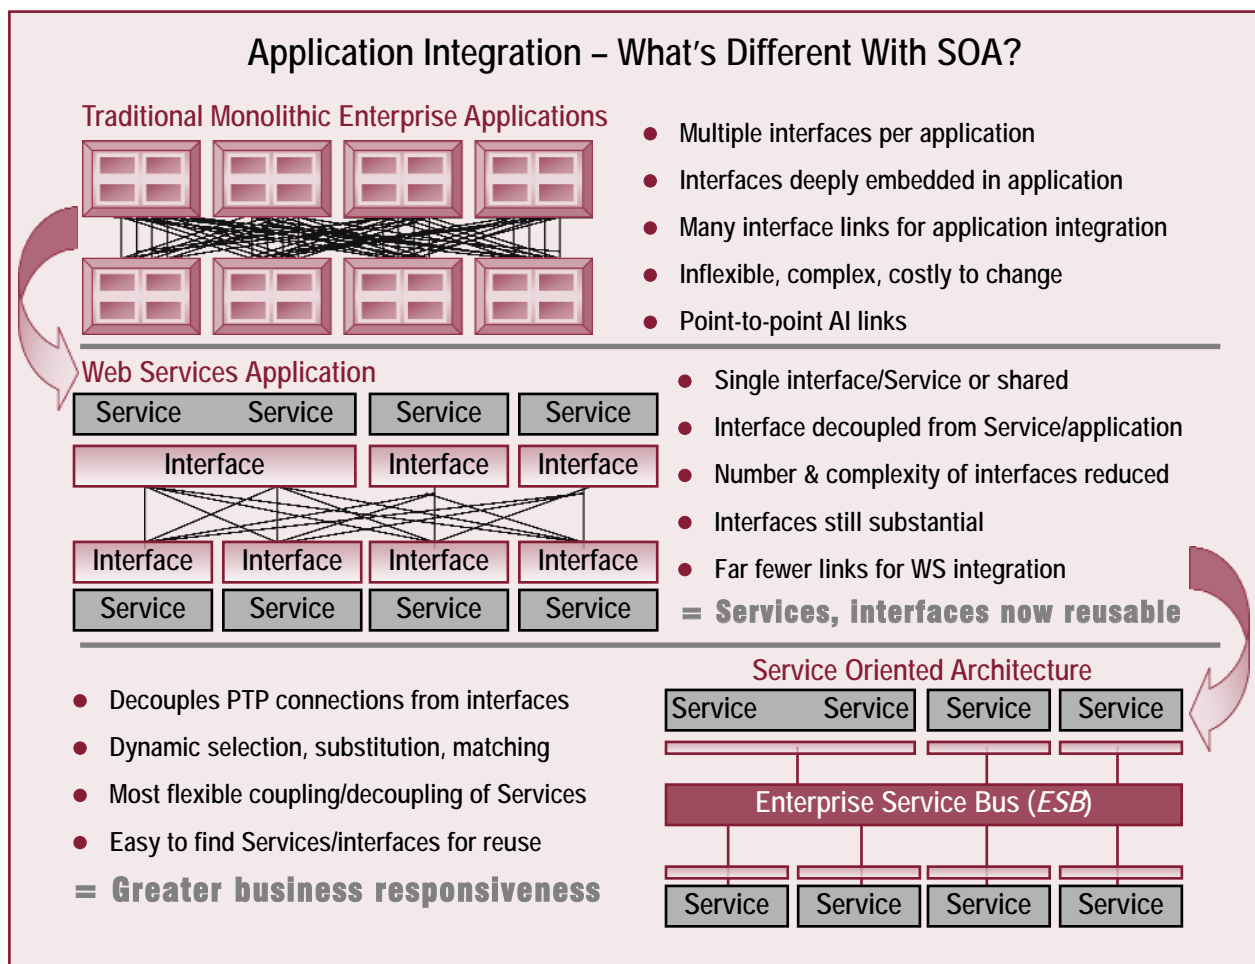 Application Integration – What's Different With SOA?
Traditional Monolithic Enterprise Applications
Multiple interfaces per application
Interfaces deeply embedded in application
Many interface links for application integration
Inflexible, complex, costly to change
Point-to-point AI links
Web Services Application
Service Service Service Service
Interface Interface Interface
Interface Interface Interface Interface
Service Service Service Service
Single interface/Service or shared
Interface decoupled from Service/application
Number & complexity of interfaces reduced
Interfaces still substantial
Far fewer links for WS integration
= Services, interfaces now reusable
Decouples PTP connections from interfaces
Dynamic selection, substitution, matching
Most flexible coupling/decoupling of Services
Easy to find Services/interfaces for reuse
= Greater business responsiveness
Service Oriented Architecture
Service Service Service Service
Enterprise Service Bus (ESB)
Service Service Service Service